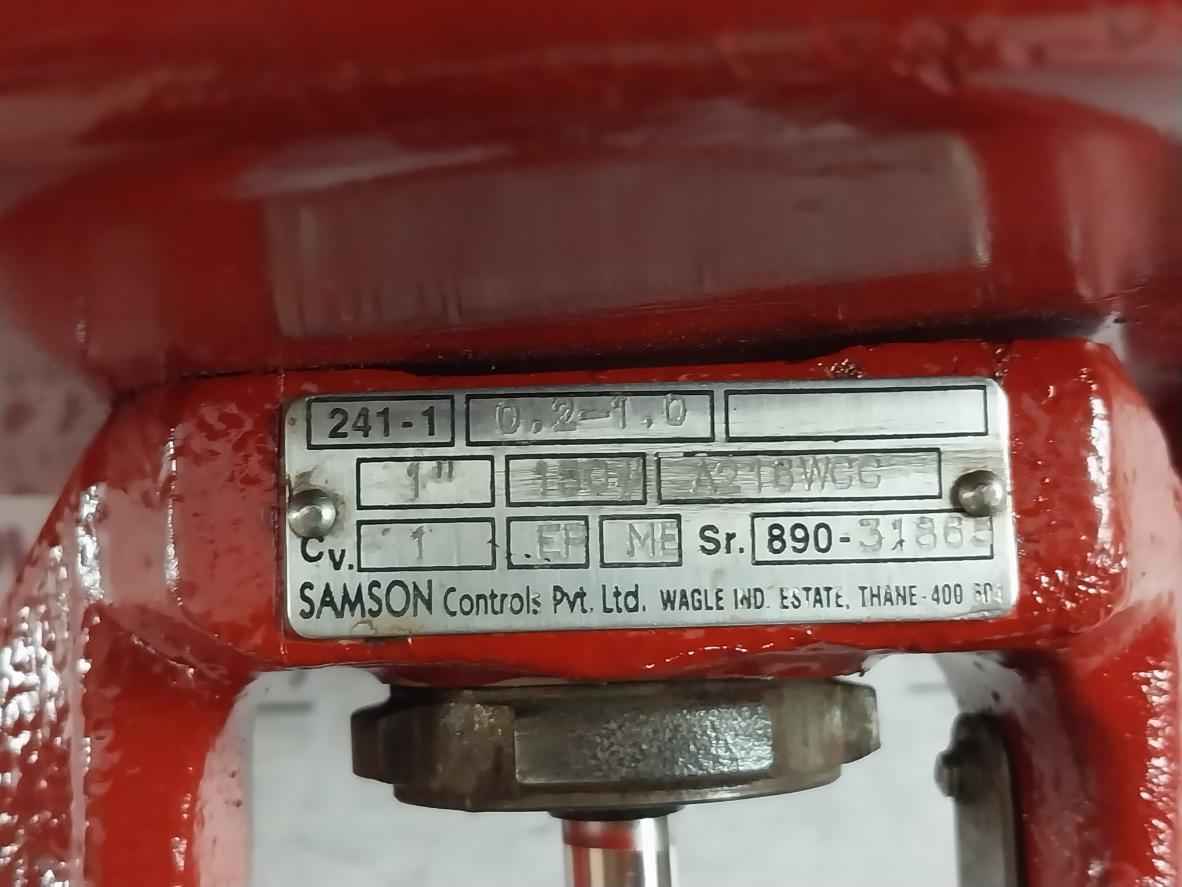 241-1 0.2-1.0
1" 150# A216WCC
Cv. 1 EP ME Sr. 890-
SAMSON Controls Pvt. Ltd. WAGLE IND. ESTATE, THANE-400